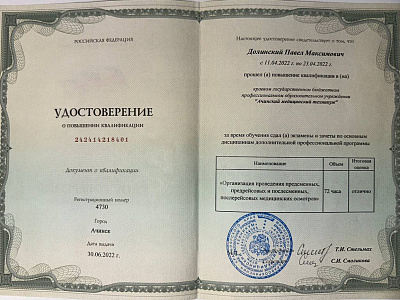 РОССИЙСКАЯ ФЕДЕРАЦИЯ
УДОСТОВЕРЕНИЕ
О ПОВЫШЕНИИ КВАЛИФИКАЦИИ
242414218401
Документ о квалификации
Регистрационный номер
4730
Город
Ачинск
Дата выдачи
30.06.2022 г.
Настоящее удостоверение свидетельствует о том, что
Долинский Павел Максимович
с 11.04.2022 г. по 23.04.2022 г.
прошел (а) повышение квалификации в (на)
краевом государственном бюджетном
профессиональном образовательном учреждении
"Ачинский медицинский техникум"
за время обучения сдал (а) экзамены и зачеты по основным
дисциплинам дополнительной профессиональной программы
Наименование Объем Итоговая
оценка
«Организация проведения предсменных,
предрейсовых и послесменных,
послерейсовых медицинских осмотров» 72 часа отлично
М.П.
Т.И. Стельмах
С.Н. Смолякова